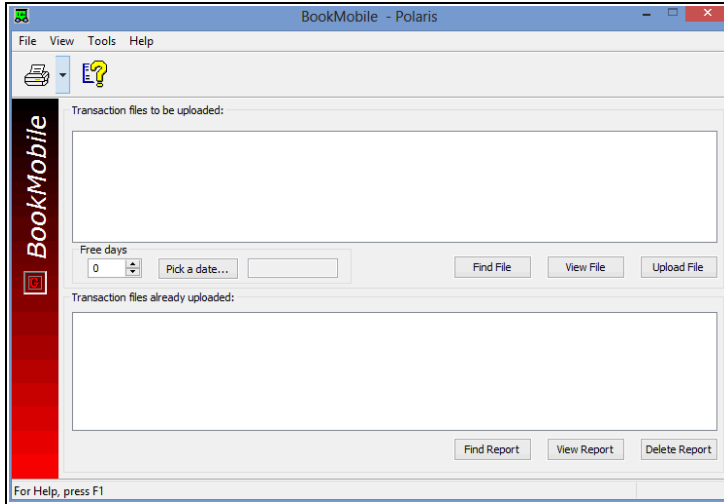 BookMobile - Polaris
File View Tools Help
BookMobile
Transaction files to be uploaded:
Free days
0 Pick a date...
Find File View File Upload File
Transaction files already uploaded:
Find Report View Report Delete Report
For Help, press F1